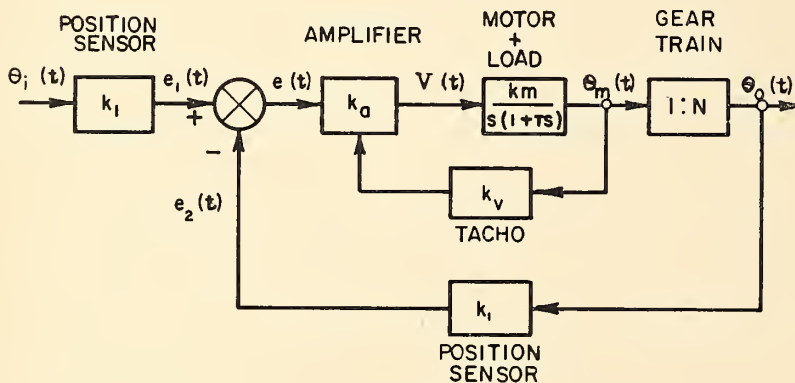 POSITION
SENSOR
AMPLIFIER
MOTOR
+
LOAD
GEAR
TRAIN
θi (t)
k1
e1 (t)
+
−
e (t)
ka
V (t)
km
s(1+τs)
θm(t)
1:N
θo(t)
kv
TACHO
e2 (t)
k1
POSITION
SENSOR